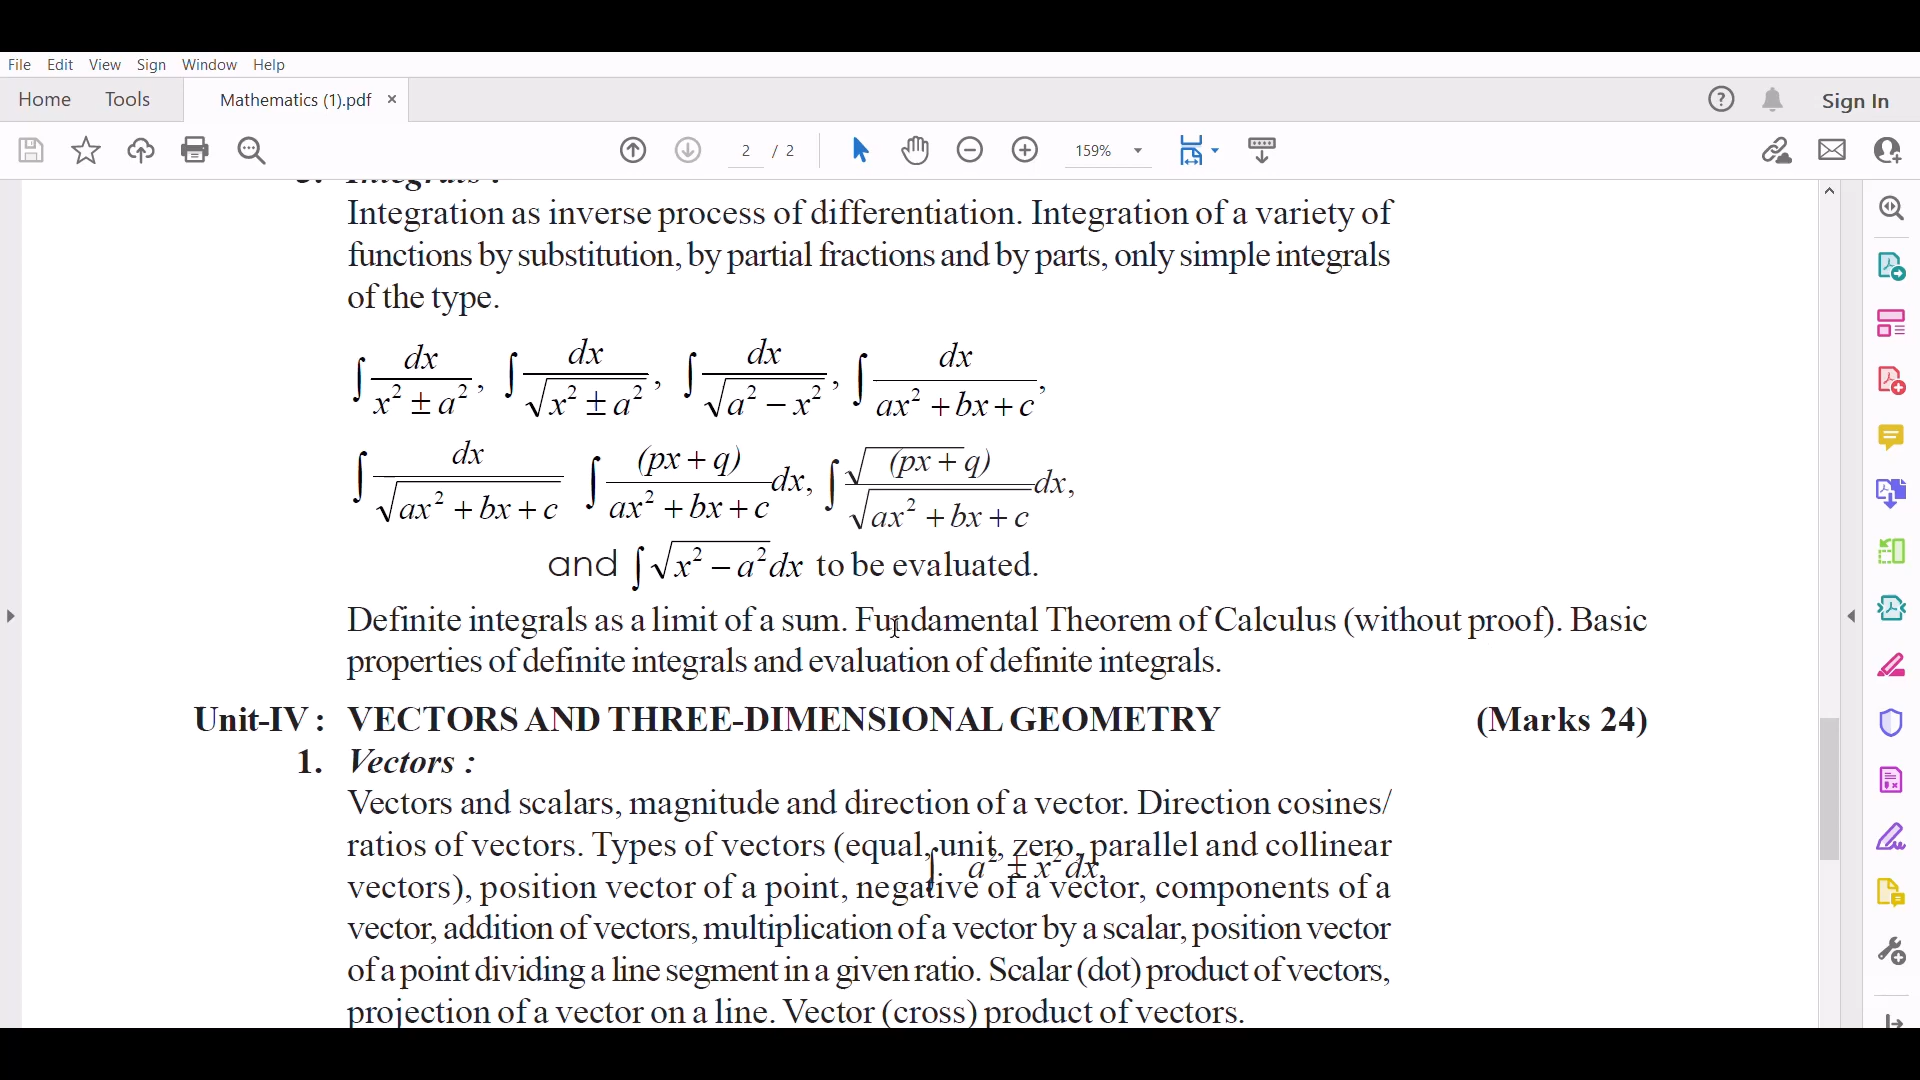 File Edit View Sign Window Help
Home Tools Mathematics (1).pdf × Sign In
2 / 2 159%
3. Integrals :
Integration as inverse process of differentiation. Integration of a variety of
functions by substitution, by partial fractions and by parts, only simple integrals
of the type.
∫ dx/(x² ± a²), ∫ dx/√(x² ± a²), ∫ dx/√(a² − x²), ∫ dx/(ax² + bx + c),
∫ dx/√(ax² + bx + c) ∫ (px + q)/(ax² + bx + c) dx, ∫ √(px + q)/√(ax² + bx + c) dx,
and ∫ √(x² − a²) dx to be evaluated.
Definite integrals as a limit of a sum. Fundamental Theorem of Calculus (without proof). Basic
properties of definite integrals and evaluation of definite integrals.
Unit-IV : VECTORS AND THREE-DIMENSIONAL GEOMETRY (Marks 24)
1. Vectors :
Vectors and scalars, magnitude and direction of a vector. Direction cosines/
ratios of vectors. Types of vectors (equal, unit, zero, parallel and collinear
∫ a² ± x² dx,
vectors), position vector of a point, negative of a vector, components of a
vector, addition of vectors, multiplication of a vector by a scalar, position vector
of a point dividing a line segment in a given ratio. Scalar (dot) product of vectors,
projection of a vector on a line. Vector (cross) product of vectors.